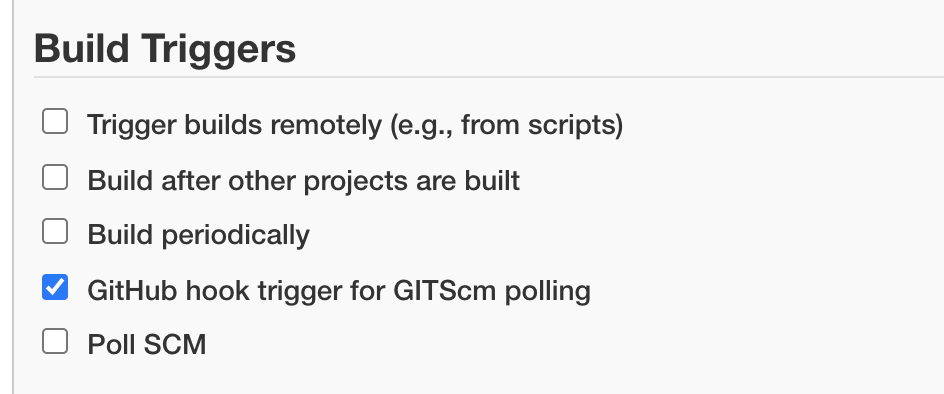 Build Triggers
Trigger builds remotely (e.g., from scripts)
Build after other projects are built
Build periodically
GitHub hook trigger for GITScm polling
Poll SCM